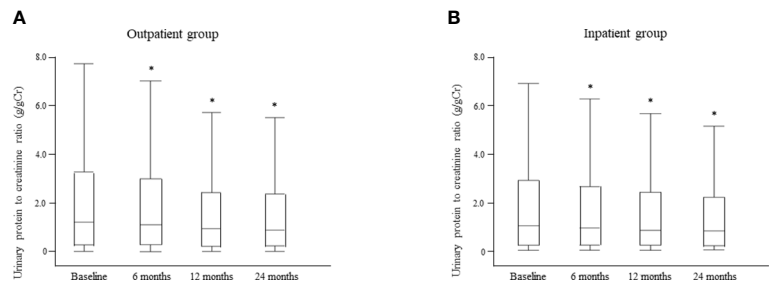 A
Outpatient group
Urinary protein to creatinine ratio (g/gCr)
8.0
*
*
*
6.0
4.0
2.0
0
Baseline
6 months
12 months
24 months
B
Inpatient group
Urinary protein to creatinine ratio (g/gCr)
8.0
*
*
*
6.0
4.0
2.0
0
Baseline
6 months
12 months
24 months